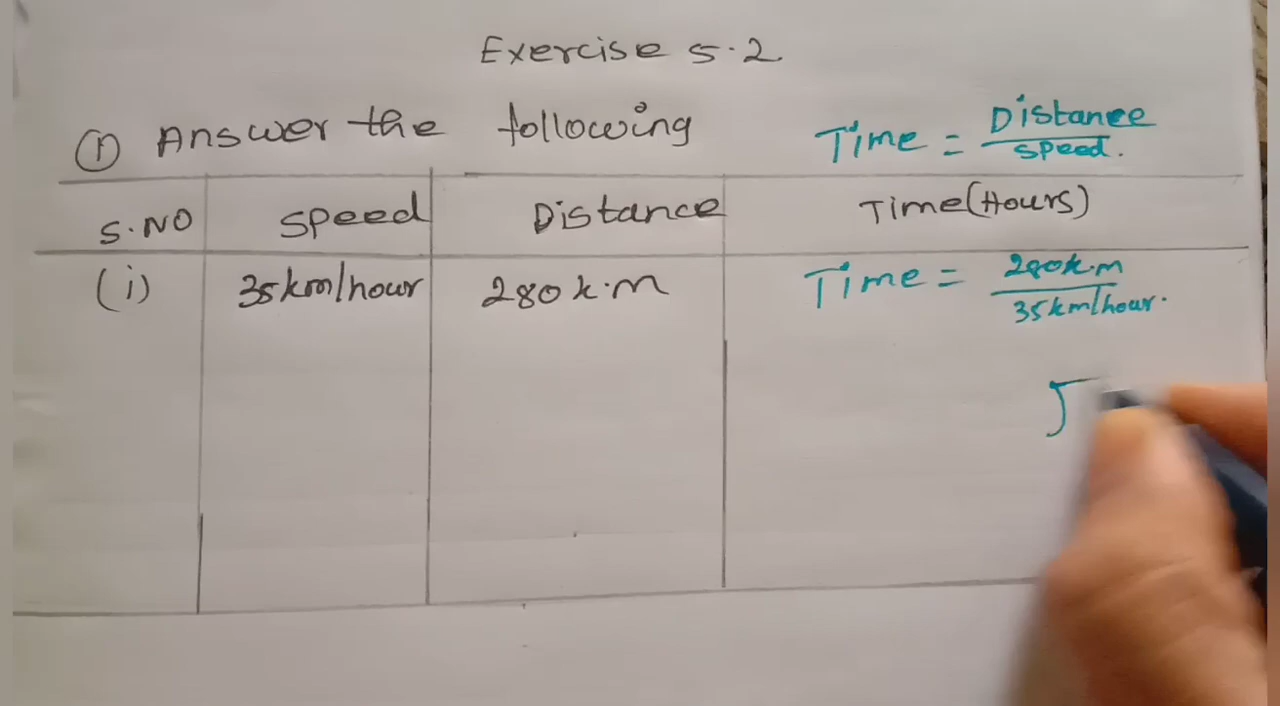 Exercise 5.2
(1) Answer the following
Time = Distance / speed.
S.NO speed Distance Time(Hours)
(i) 35km/hour 280k.m Time = 280k.m / 35km/hour.